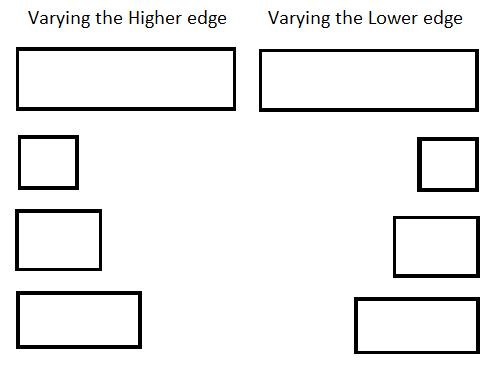 Varying the Higher edge
Varying the Lower edge